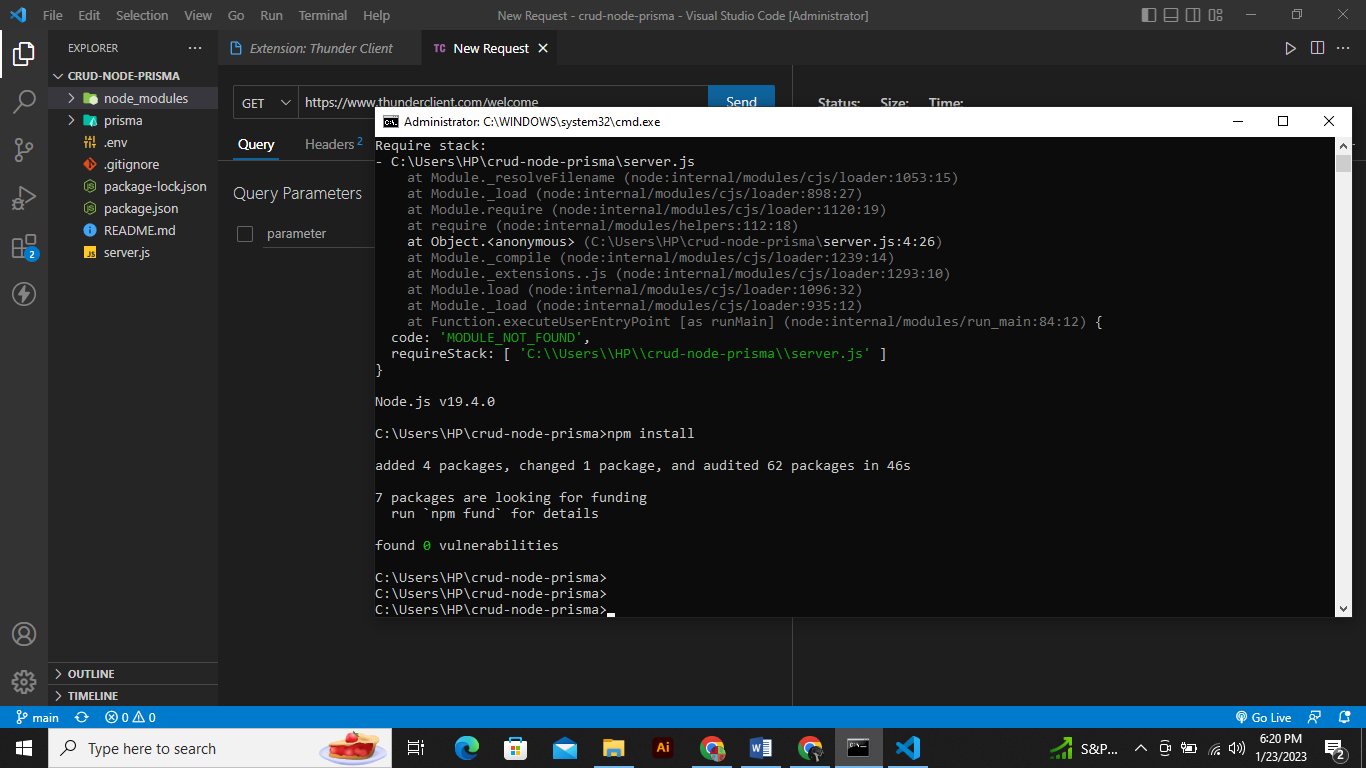 File Edit Selection View Go Run Terminal Help
New Request - crud-node-prisma - Visual Studio Code [Administrator]
EXPLORER
Extension: Thunder Client
TC New Request
CRUD-NODE-PRISMA
node_modules
prisma
.env
.gitignore
package-lock.json
package.json
README.md
JS server.js
2
OUTLINE
TIMELINE
GET
https://www.thunderclient.com/welcome
Send
Status: Size: Time:
Query
Headers 2
Query Parameters
parameter
Administrator: C:\WINDOWS\system32\cmd.exe
Require stack:
- C:\Users\HP\crud-node-prisma\server.js
at Module._resolveFilename (node:internal/modules/cjs/loader:1053:15)
at Module._load (node:internal/modules/cjs/loader:898:27)
at Module.require (node:internal/modules/cjs/loader:1120:19)
at require (node:internal/modules/helpers:112:18)
at Object.<anonymous> (C:\Users\HP\crud-node-prisma\server.js:4:26)
at Module._compile (node:internal/modules/cjs/loader:1239:14)
at Module._extensions..js (node:internal/modules/cjs/loader:1293:10)
at Module.load (node:internal/modules/cjs/loader:1096:32)
at Module._load (node:internal/modules/cjs/loader:935:12)
at Function.executeUserEntryPoint [as runMain] (node:internal/modules/run_main:84:12) {
code: 'MODULE_NOT_FOUND',
requireStack: [ 'C:\\Users\\HP\\crud-node-prisma\\server.js' ]
}
Node.js v19.4.0
C:\Users\HP\crud-node-prisma>npm install
added 4 packages, changed 1 package, and audited 62 packages in 46s
7 packages are looking for funding
run `npm fund` for details
found 0 vulnerabilities
C:\Users\HP\crud-node-prisma>
C:\Users\HP\crud-node-prisma>
C:\Users\HP\crud-node-prisma>
main
0 0
Go Live
Type here to search
Ai
S&P...
6:20 PM
1/23/2023
2